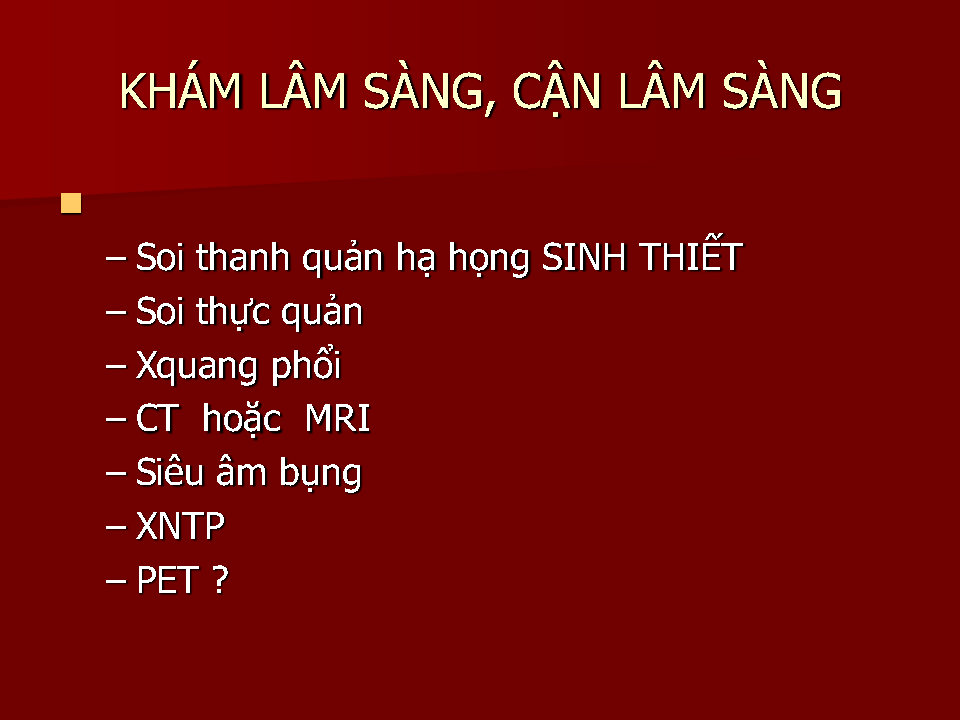 KHÁM LÂM SÀNG, CẬN LÂM SÀNG
– Soi thanh quản hạ họng SINH THIẾT
– Soi thực quản
– Xquang phổi
– CT hoặc MRI
– Siêu âm bụng
– XNTP
– PET ?